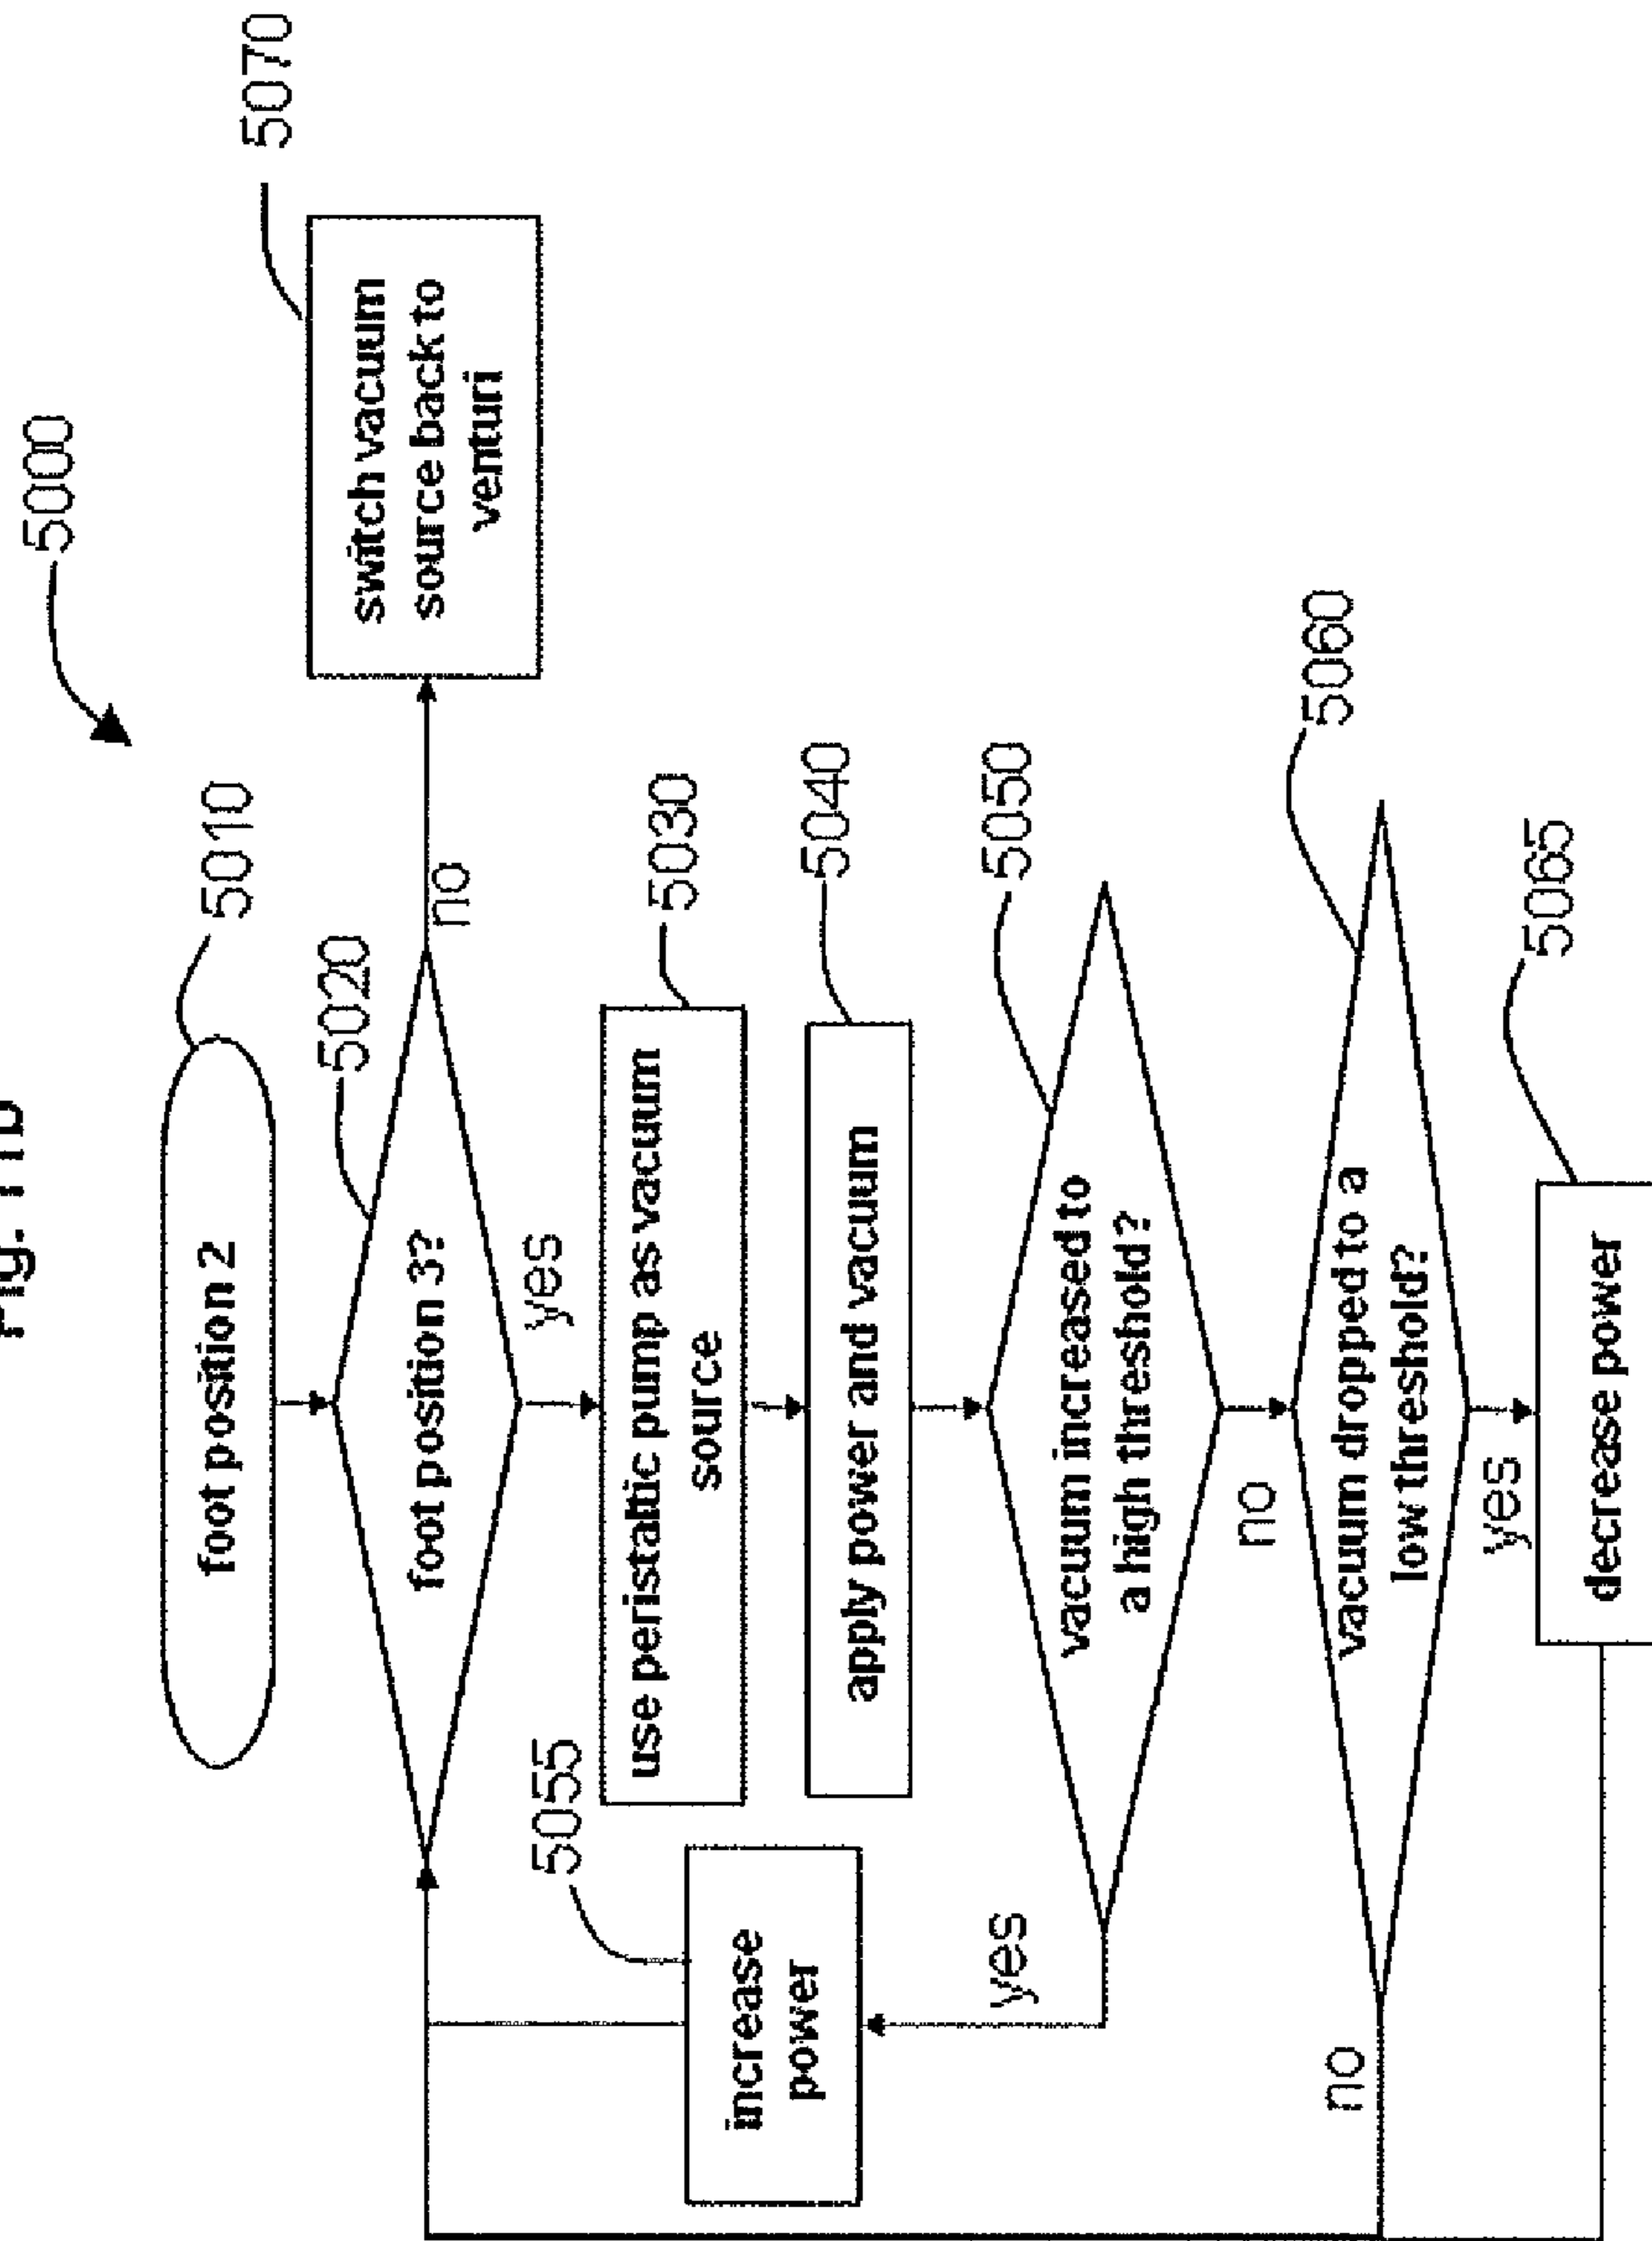 Fig.
5000
5010
foot position 2
5020
foot position 3?
no
5070
switch vacuum
source back to
venturi
yes
5030
use peristaltic pump as vacuum
source
5055
increase
power
5040
apply power and vacuum
yes
5050
vacuum increased to
a high threshold?
no
5060
vacuum dropped to a
low threshold?
no
yes
5065
decrease power